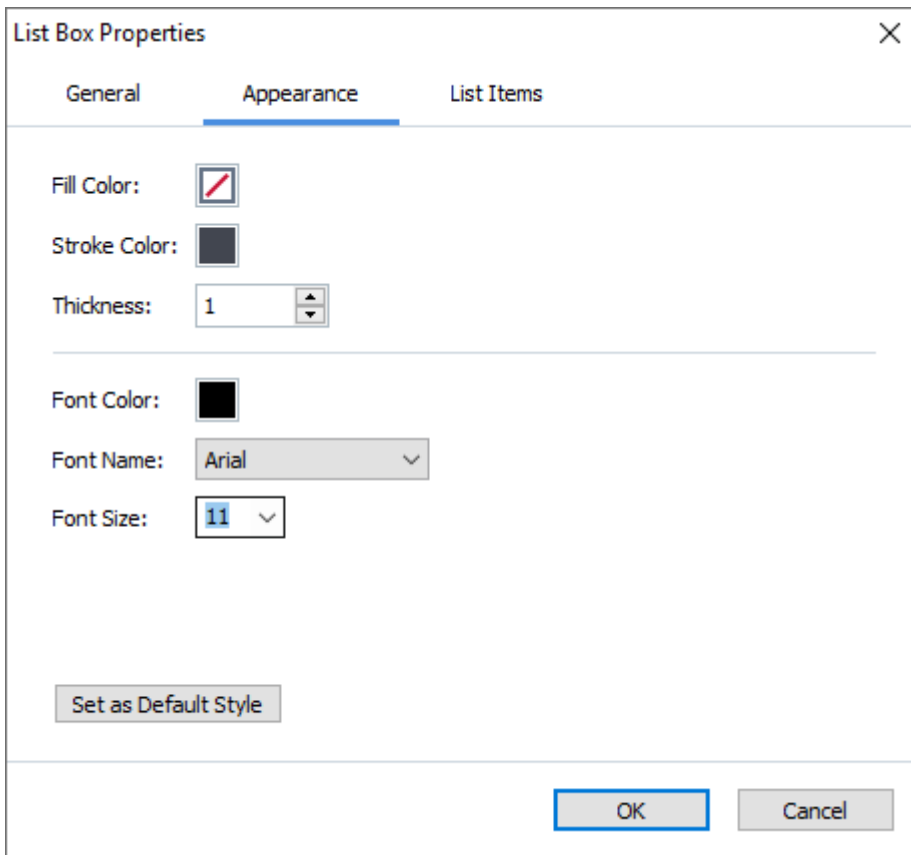 List Box Properties
General Appearance List Items
Fill Color:
Stroke Color:
Thickness: 1
Font Color:
Font Name: Arial
Font Size: 11
Set as Default Style
OK Cancel